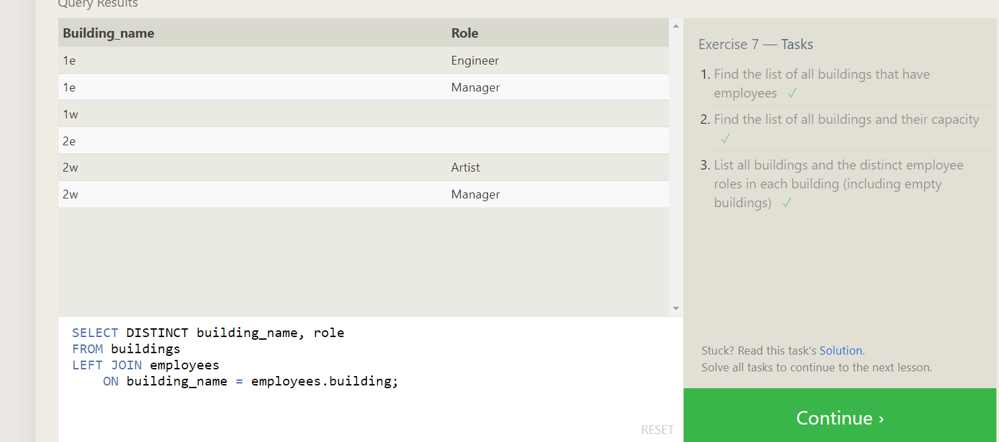 Query Results
Building_name Role
1e Engineer
1e Manager
1w
2e
2w Artist
2w Manager
SELECT DISTINCT building_name, role
FROM buildings
LEFT JOIN employees
    ON building_name = employees.building;
RESET
Exercise 7 — Tasks
1. Find the list of all buildings that have
employees ✓
2. Find the list of all buildings and their capacity
✓
3. List all buildings and the distinct employee
roles in each building (including empty
buildings) ✓
Stuck? Read this task's Solution.
Solve all tasks to continue to the next lesson.
Continue ›